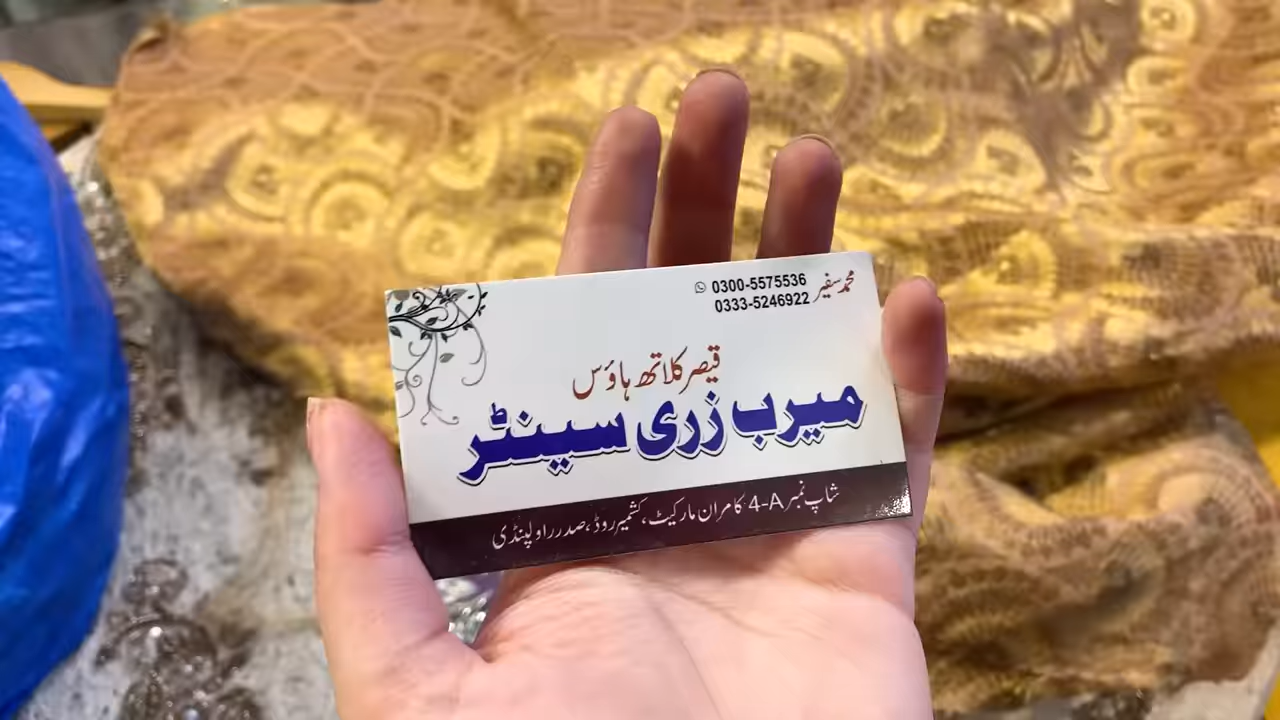 محمد سفیر 0300-5575536
0333-5246922
قیصر کلاتھ ہاؤس
میرب زری سینٹر
شاپ نمبر 4-A کامران مارکیٹ، کشمیر روڈ، صدر راولپنڈی